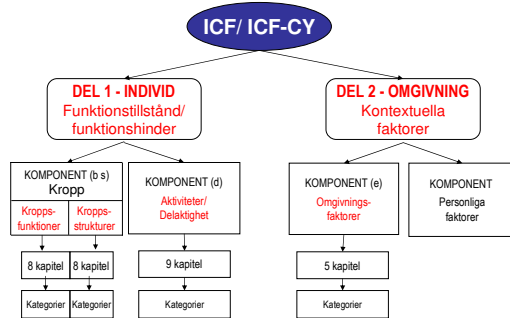 ICF/ ICF-CY
DEL 1 - INDIVID
Funktionstillstånd/
funktionshinder
DEL 2 - OMGIVNING
Kontextuella
faktorer
KOMPONENT (b s)
Kropp
Kropps-
funktioner
Kropps-
strukturer
KOMPONENT (d)
Aktiviteter/
Delaktighet
KOMPONENT (e)
Omgivnings-
faktorer
KOMPONENT
Personliga
faktorer
8 kapitel
8 kapitel
9 kapitel
5 kapitel
Kategorier
Kategorier
Kategorier
Kategorier